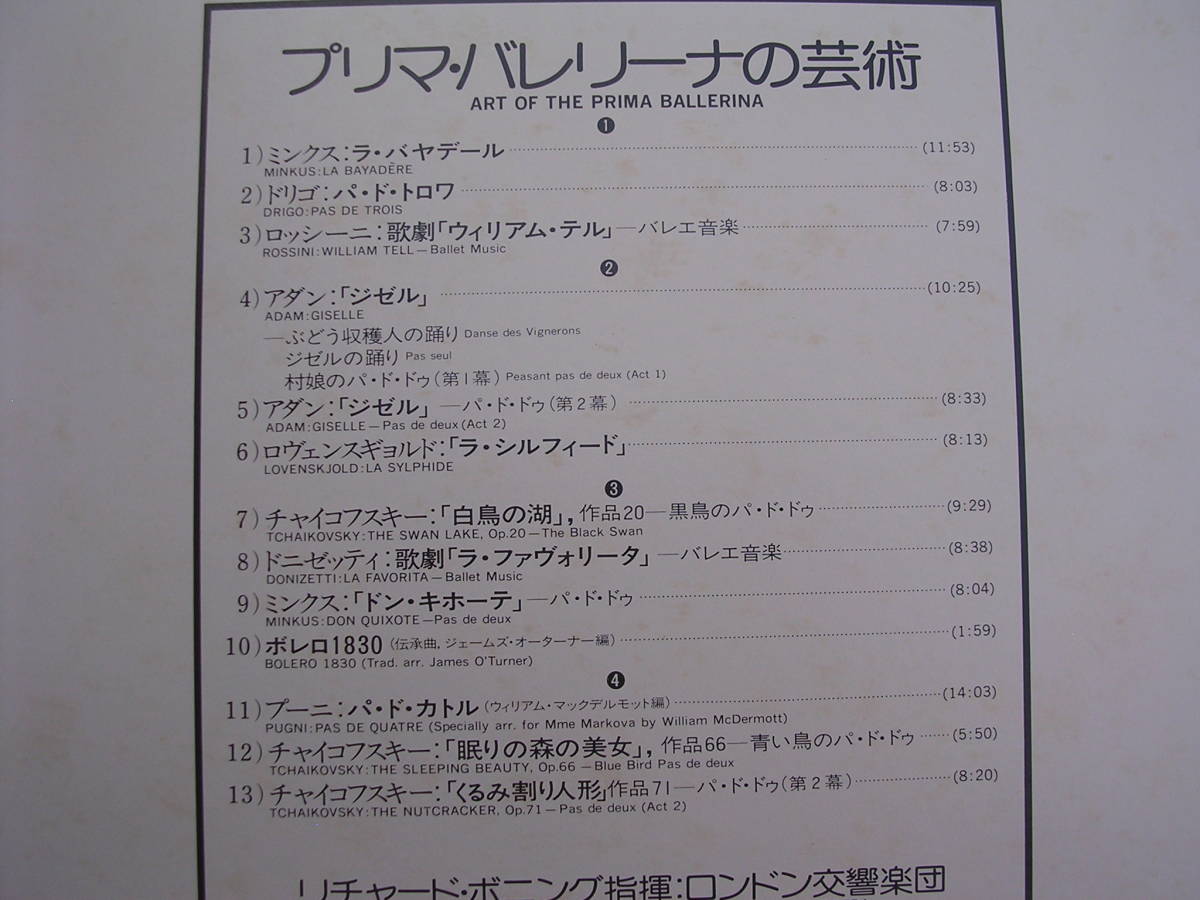 プリマ・バレリーナの芸術
ART OF THE PRIMA BALLERINA
❶
1) ミンクス:ラ・バヤデール (11:53)
MINKUS:LA BAYADÈRE
2) ドリゴ:パ・ド・トロワ (8:03)
DRIGO:PAS DE TROIS
3) ロッシーニ:歌劇「ウィリアム・テル」—バレエ音楽 (7:59)
ROSSINI:WILLIAM TELL—Ballet Music
❷
4) アダン:「ジゼル」 (10:25)
ADAM:GISELLE
—ぶどう収穫人の踊り Danse des Vignerons
ジゼルの踊り Pas seul
村娘のパ・ド・ドゥ(第1幕) Peasant pas de deux (Act 1)
5) アダン:「ジゼル」—パ・ド・ドゥ(第2幕) (8:33)
ADAM:GISELLE—Pas de deux (Act 2)
6) ロヴェンスギョルド:「ラ・シルフィード」 (8:13)
LOVENSKJOLD:LA SYLPHIDE
❸
7) チャイコフスキー:「白鳥の湖」, 作品20—黒鳥のパ・ド・ドゥ (9:29)
TCHAIKOVSKY:THE SWAN LAKE, Op.20—The Black Swan
8) ドニゼッティ:歌劇「ラ・ファヴォリータ」—バレエ音楽 (8:38)
DONIZETTI:LA FAVORITA—Ballet Music
9) ミンクス:「ドン・キホーテ」—パ・ド・ドゥ (8:04)
MINKUS:DON QUIXOTE—Pas de deux
10) ボレロ1830 (伝承曲, ジェームズ・オーターナー編) (1:59)
BOLERO 1830 (Trad. arr. James O'Turner)
❹
11) プーニ:パ・ド・カトル (ウィリアム・マックデルモット編) (14:03)
PUGNI:PAS DE QUATRE (Specially arr. for Mme Markova by William McDermott)
12) チャイコフスキー:「眠りの森の美女」, 作品66—青い鳥のパ・ド・ドゥ (5:50)
TCHAIKOVSKY:THE SLEEPING BEAUTY, Op.66—Blue Bird Pas de deux
13) チャイコフスキー:「くるみ割り人形」作品71—パ・ド・ドゥ(第2幕) (8:20)
TCHAIKOVSKY:THE NUTCRACKER, Op.71—Pas de deux (Act 2)
リチャード・ボニング指揮:ロンドン交響楽団